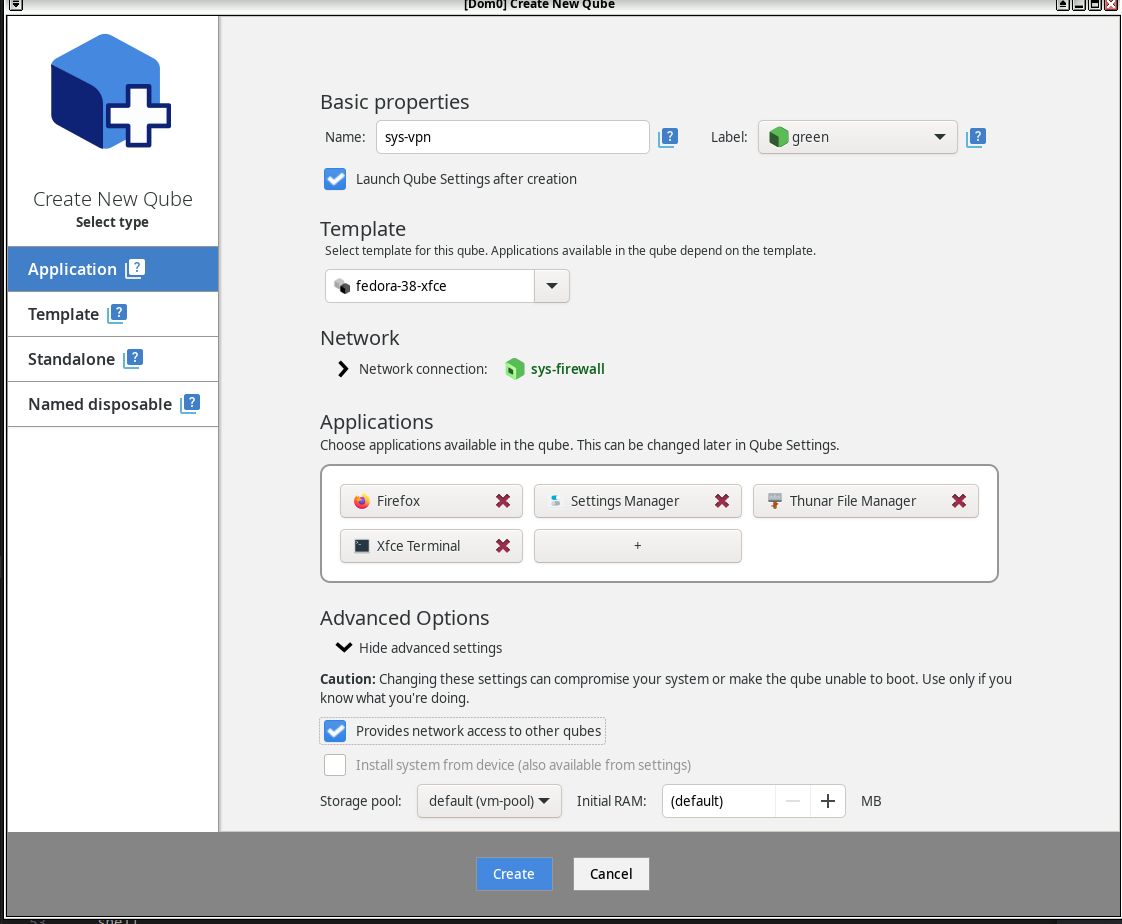 [Dom0] Create New Qube
Create New Qube
Select type
Application ?
Template ?
Standalone ?
Named disposable ?
Basic properties
Name: sys-vpn ? Label: green ?
Launch Qube Settings after creation
Template
Select template for this qube. Applications available in the qube depend on the template.
fedora-38-xfce
Network
Network connection: sys-firewall
Applications
Choose applications available in the qube. This can be changed later in Qube Settings.
Firefox Settings Manager Thunar File Manager
Xfce Terminal +
Advanced Options
Hide advanced settings
Caution: Changing these settings can compromise your system or make the qube unable to boot. Use only if you
know what you're doing.
Provides network access to other qubes
Install system from device (also available from settings)
Storage pool: default (vm-pool) Initial RAM: (default) — + MB
Create Cancel